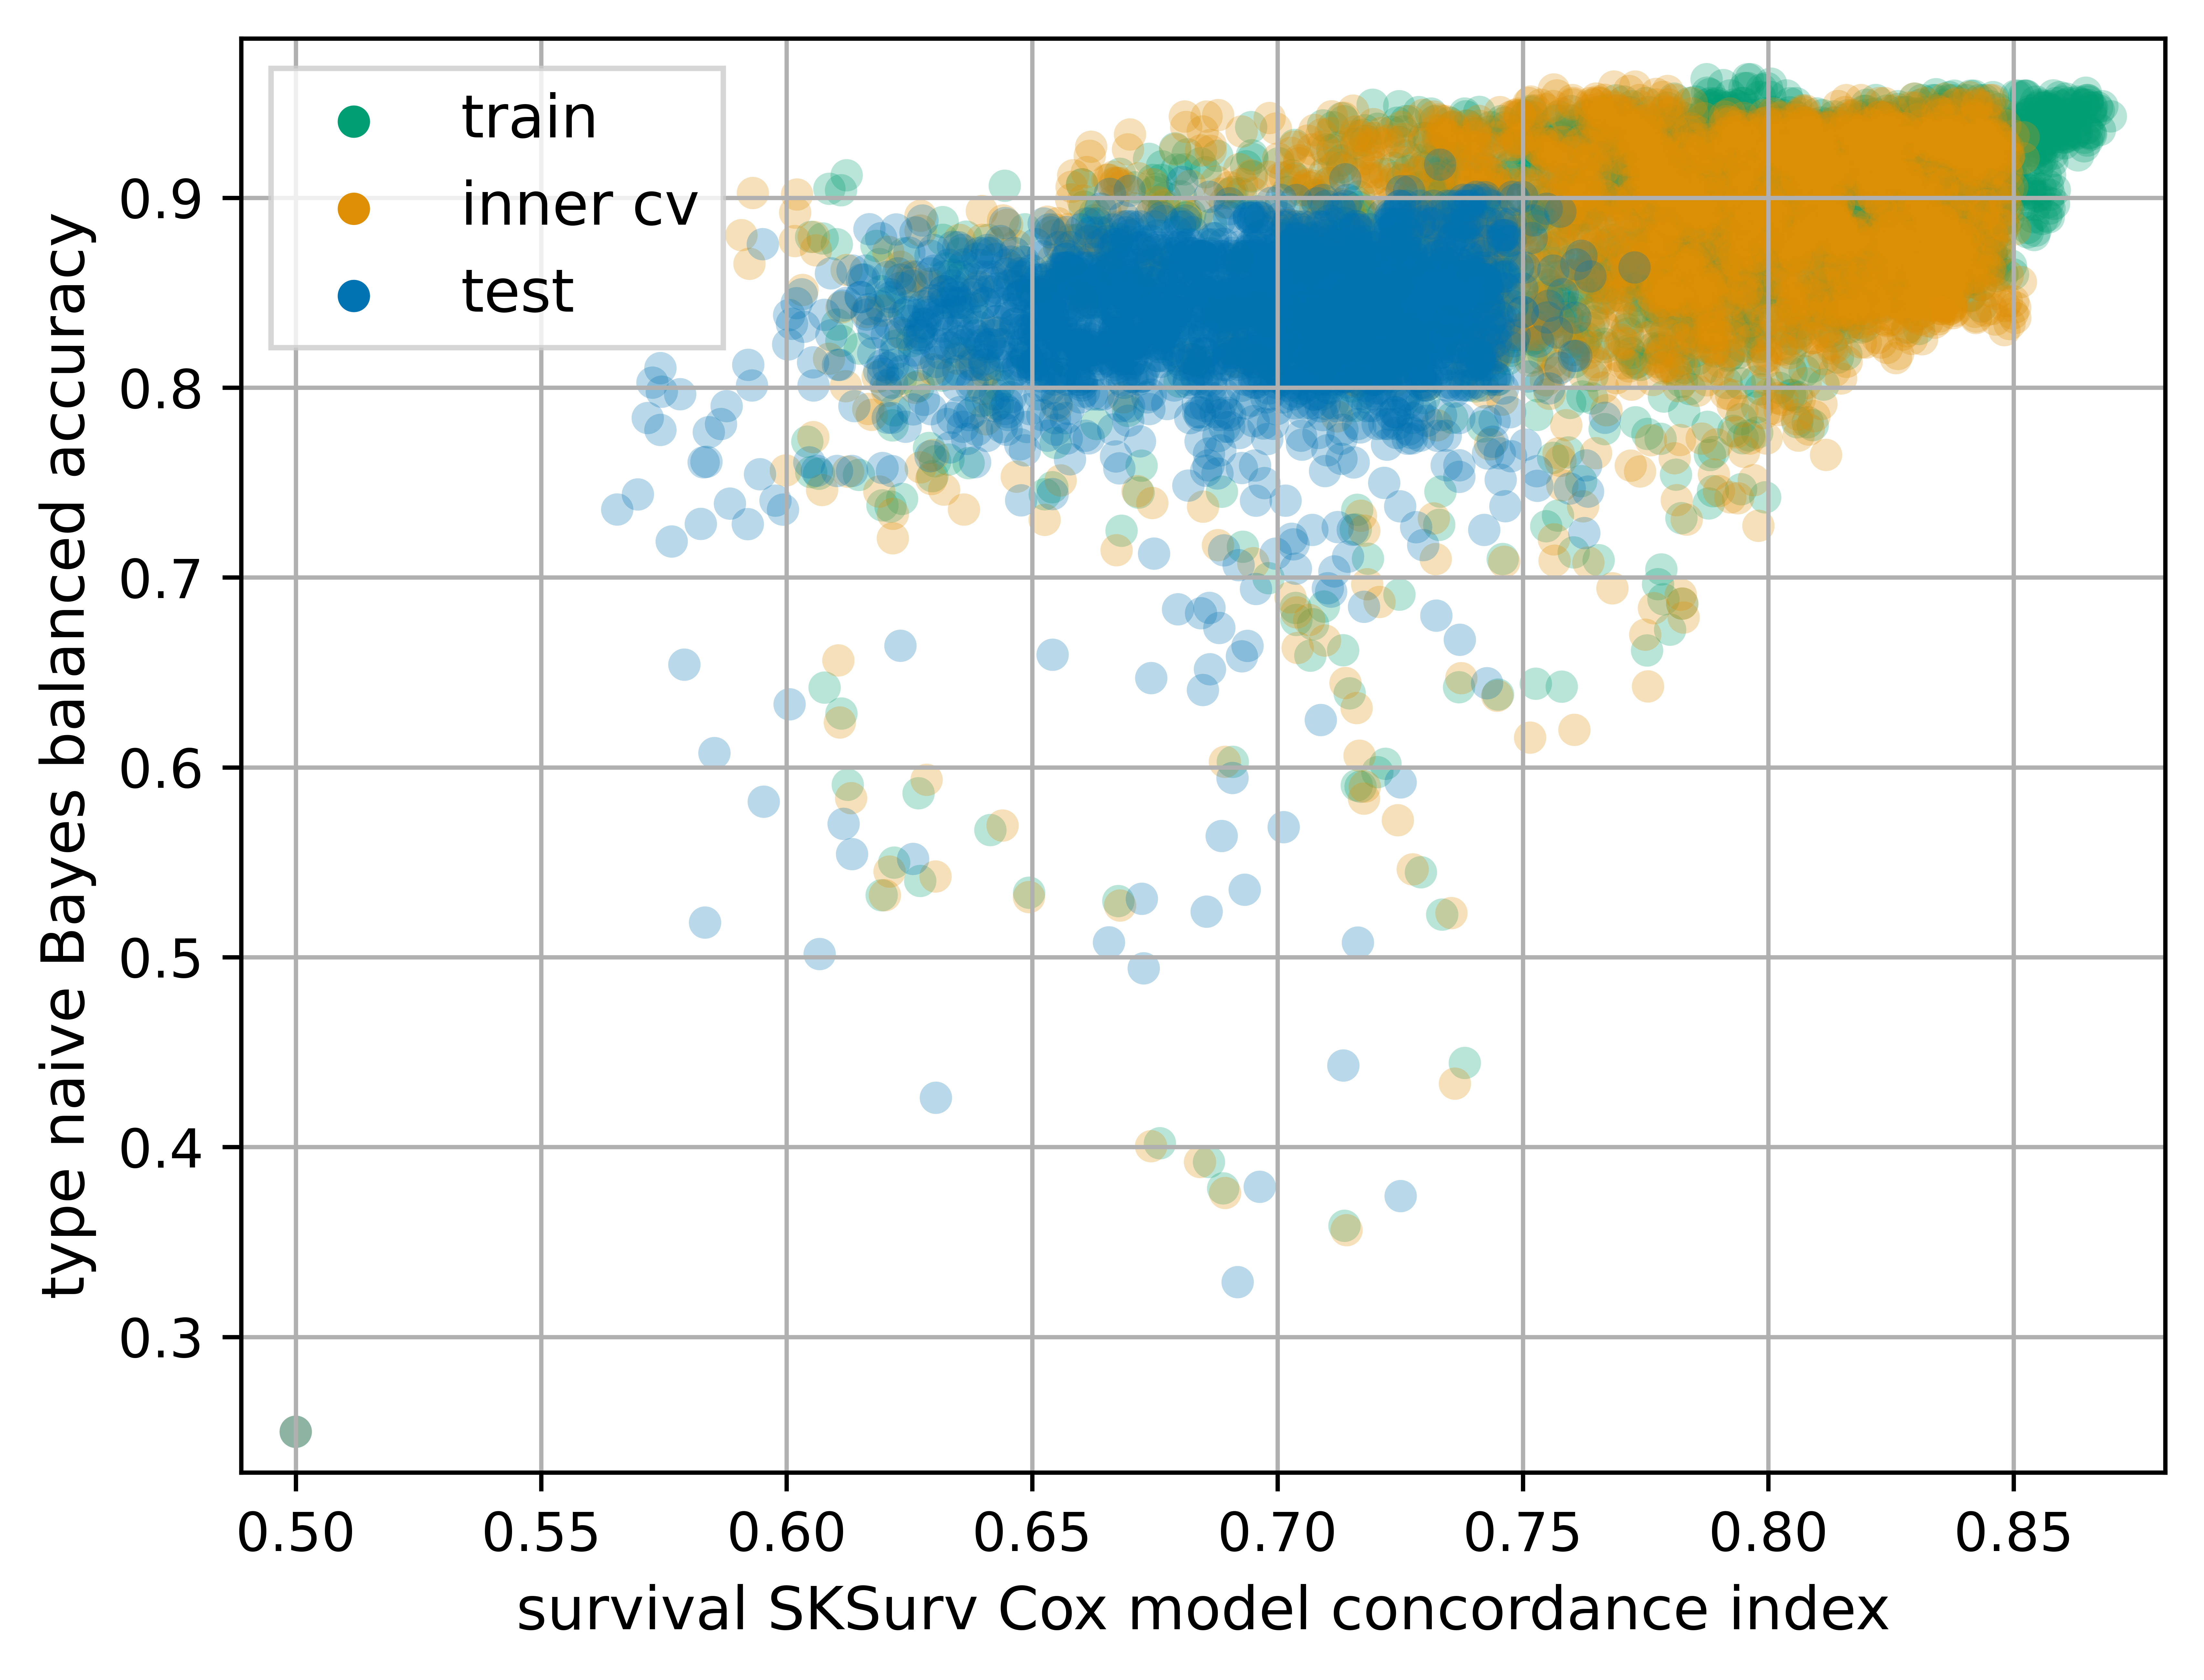 train
inner cv
test
type naive Bayes balanced accuracy
0.9
0.8
0.7
0.6
0.5
0.4
0.3
0.50 0.55 0.60 0.65 0.70 0.75 0.80 0.85
survival SKSurv Cox model concordance index